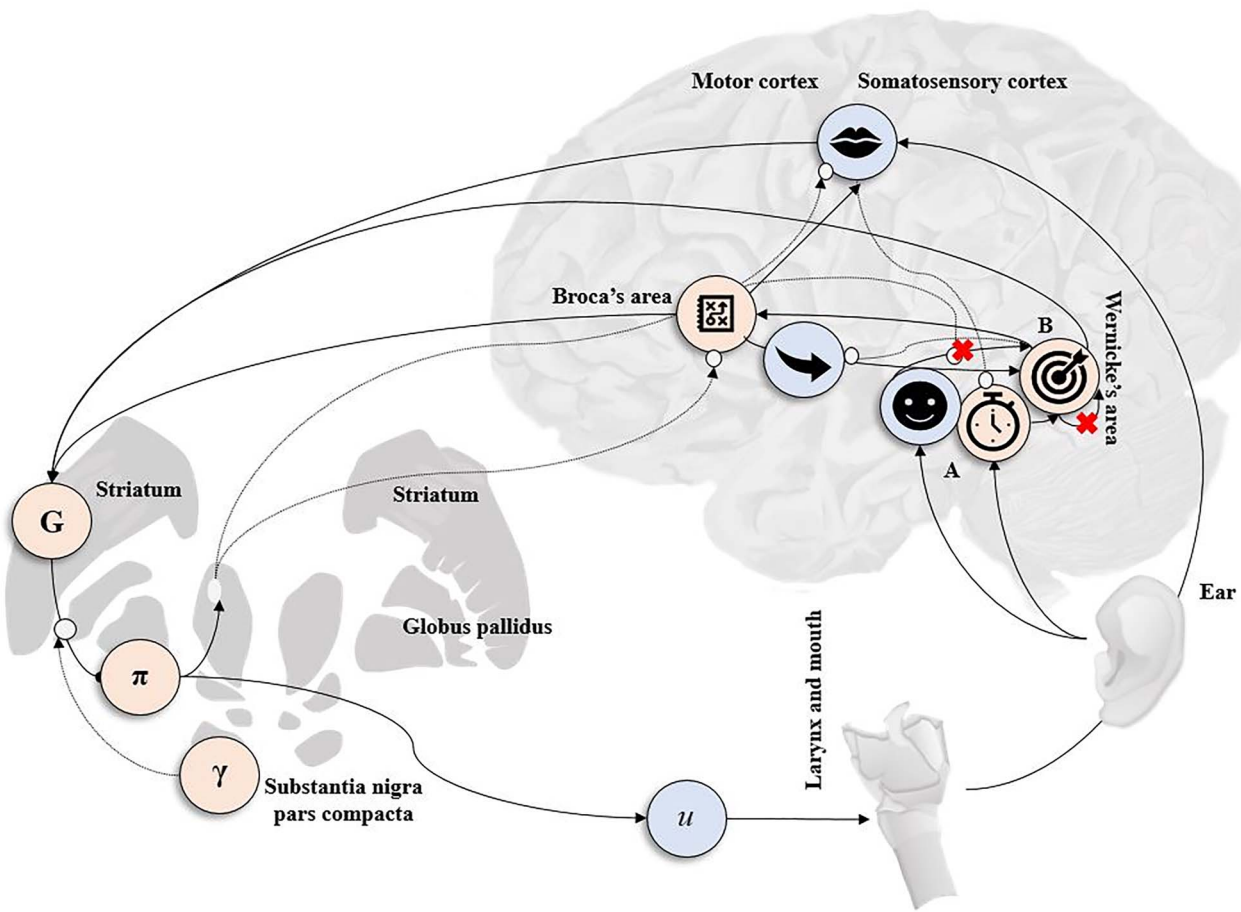 Motor cortex
Somatosensory cortex
Broca's area
B
Wernicke's area
A
Striatum
Striatum
G
Ear
Globus pallidus
Larynx and mouth
π
γ
Substantia nigra
pars compacta
u